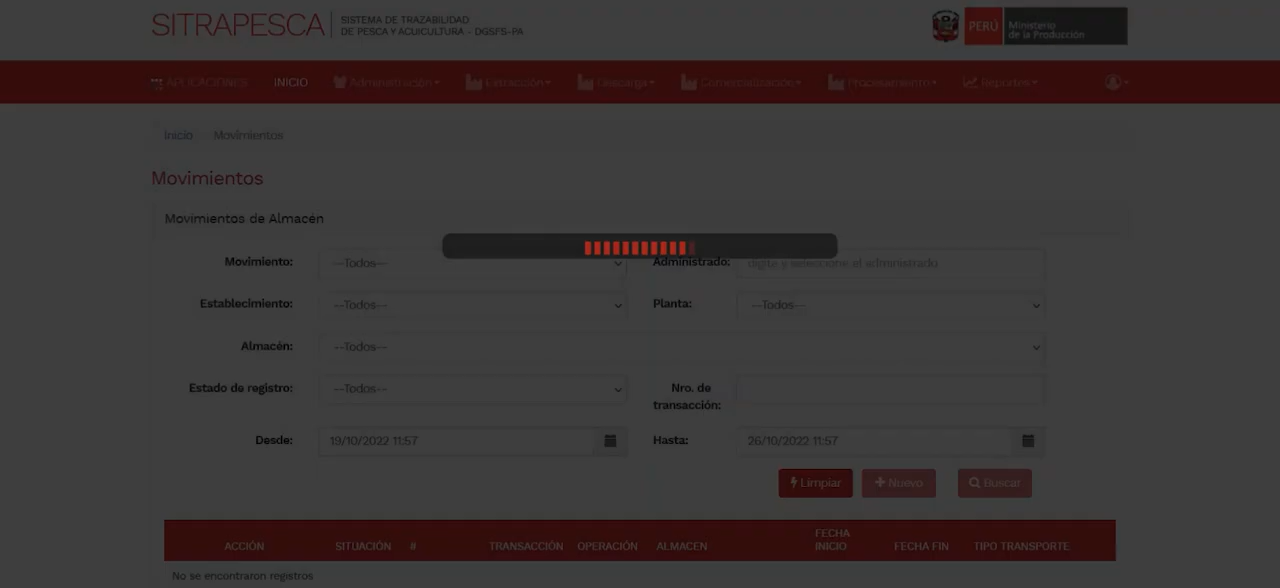 SITRAPESCA
SISTEMA DE TRAZABILIDAD
DE PESCA Y ACUICULTURA - DGSFS-PA
PERÚ Ministerio
de la Producción
APLICACIONES INICIO Administración Extracción Descarga Comercialización Procesamiento Reportes
Inicio Movimientos
Movimientos
Movimientos de Almacén
Movimiento: --Todos-- Administrado: digite y seleccione al administrado
Establecimiento: --Todos-- Planta: --Todos--
Almacén: --Todos--
Estado de registro: --Todos-- Nro. de
transacción:
Desde: 19/10/2022 11:57 Hasta: 26/10/2022 11:57
Limpiar Nuevo Buscar
ACCIÓN SITUACIÓN # TRANSACCIÓN OPERACIÓN ALMACEN FECHA
INICIO FECHA FIN TIPO TRANSPORTE
No se encontraron registros